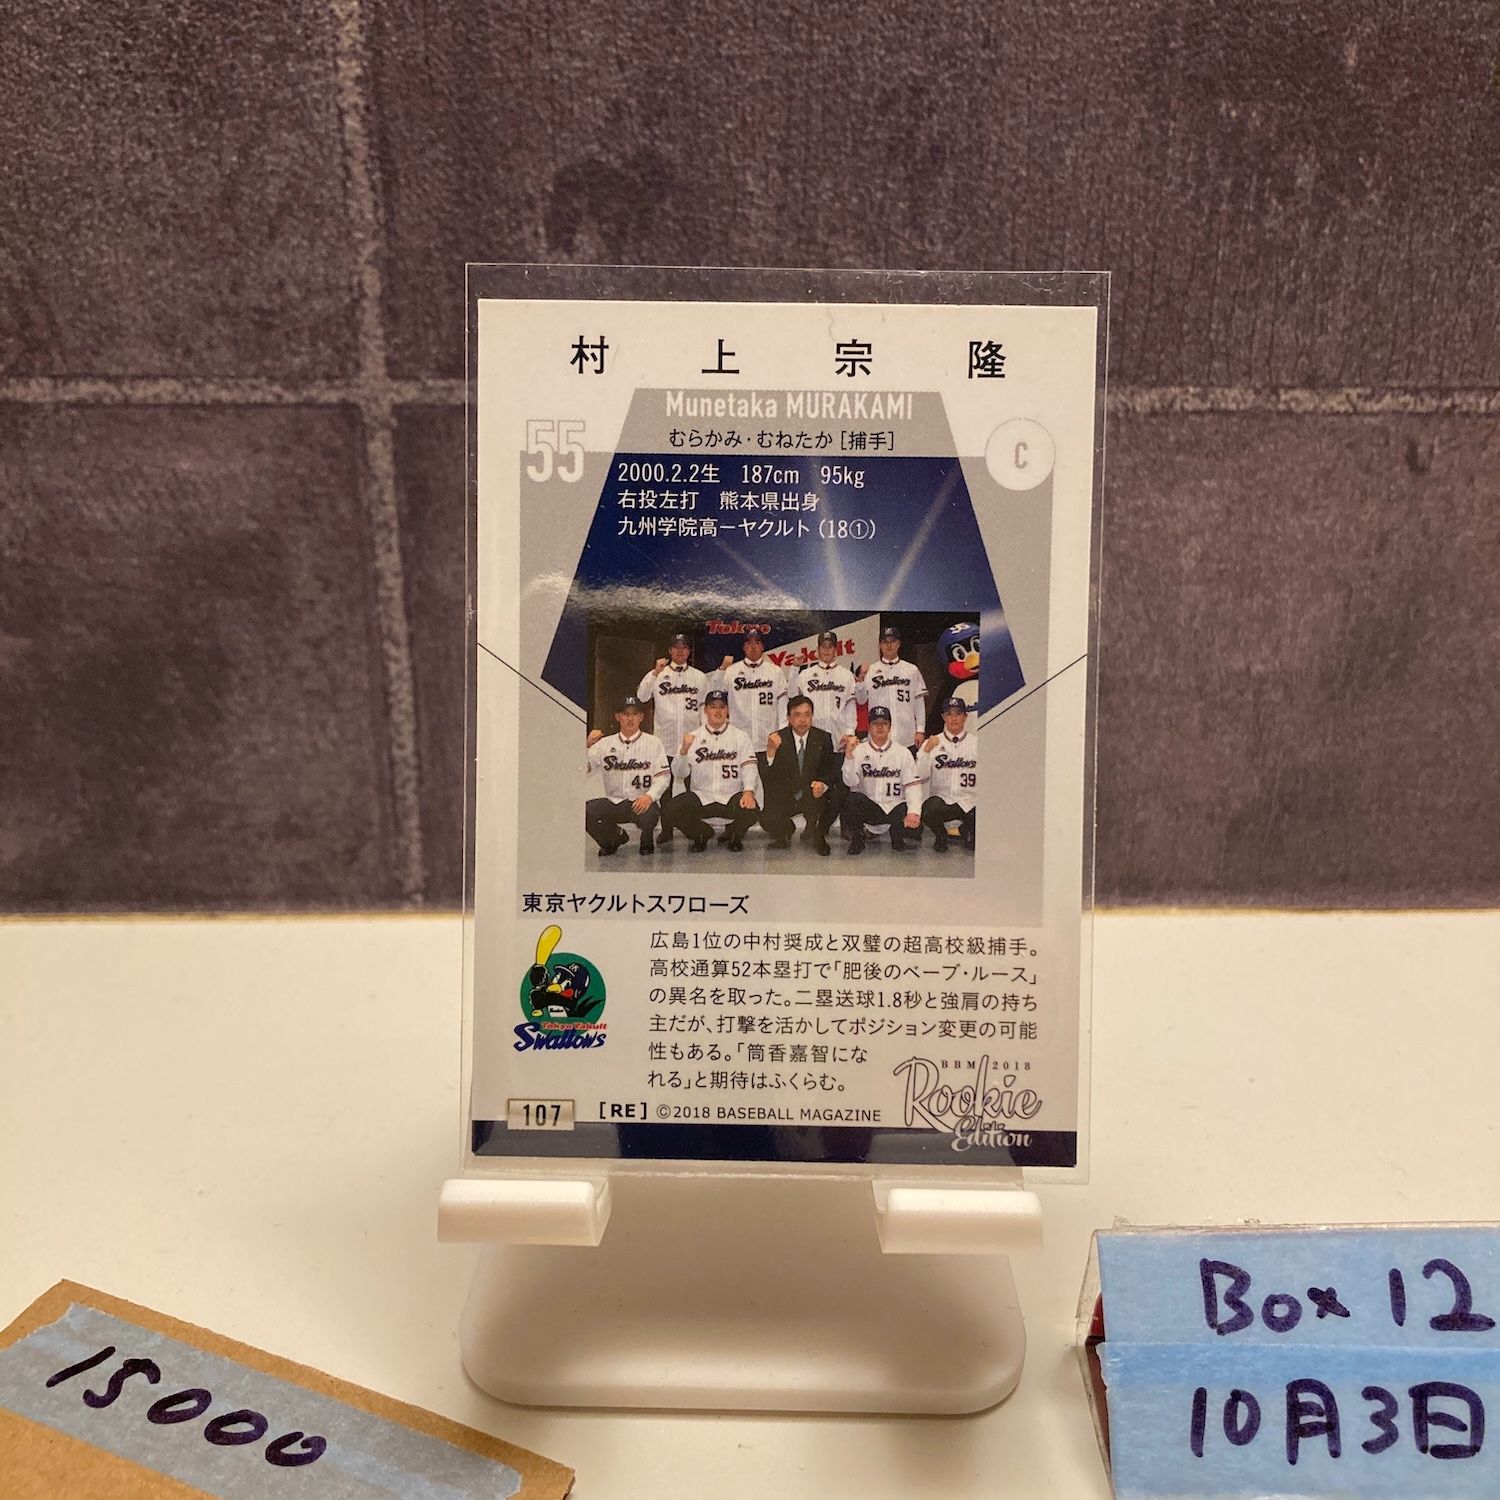 村上宗隆
Munetaka MURAKAMI
むらかみ・むねたか [捕手]
55
C
2000.2.2生 187cm 95kg
右投左打 熊本県出身
九州学院高ーヤクルト（18①）
Tokyo
Yakult
Swallows
Swallows
Swallows
Swallows
38
22
3
53
Swallows
Swallows
Swallows
Swallows
48
55
15
39
東京ヤクルトスワローズ
広島1位の中村奨成と双璧の超高校級捕手。
高校通算52本塁打で「肥後のベーブ・ルース」
の異名を取った。二塁送球1.8秒と強肩の持ち
主だが、打撃を活かしてポジション変更の可能
性もある。「筒香嘉智にな
れる」と期待はふくらむ。
Tokyo Yakult
Swallows
BBM 2018
Rookie
Edition
107
[RE] ©2018 BASEBALL MAGAZINE
15000
Box 12
10月3日